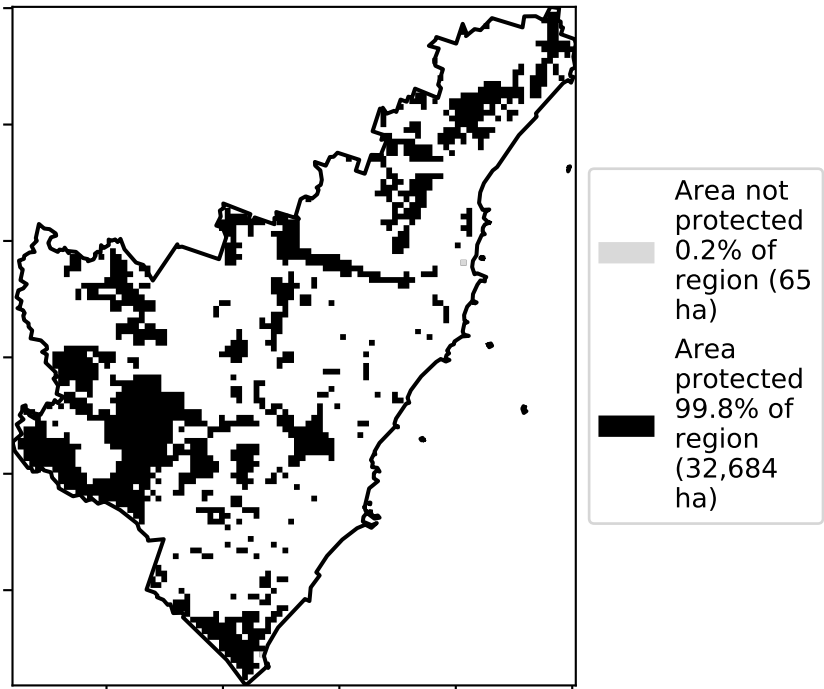 Area not
protected
0.2% of
region (65
ha)
Area
protected
99.8% of
region
(32,684
ha)